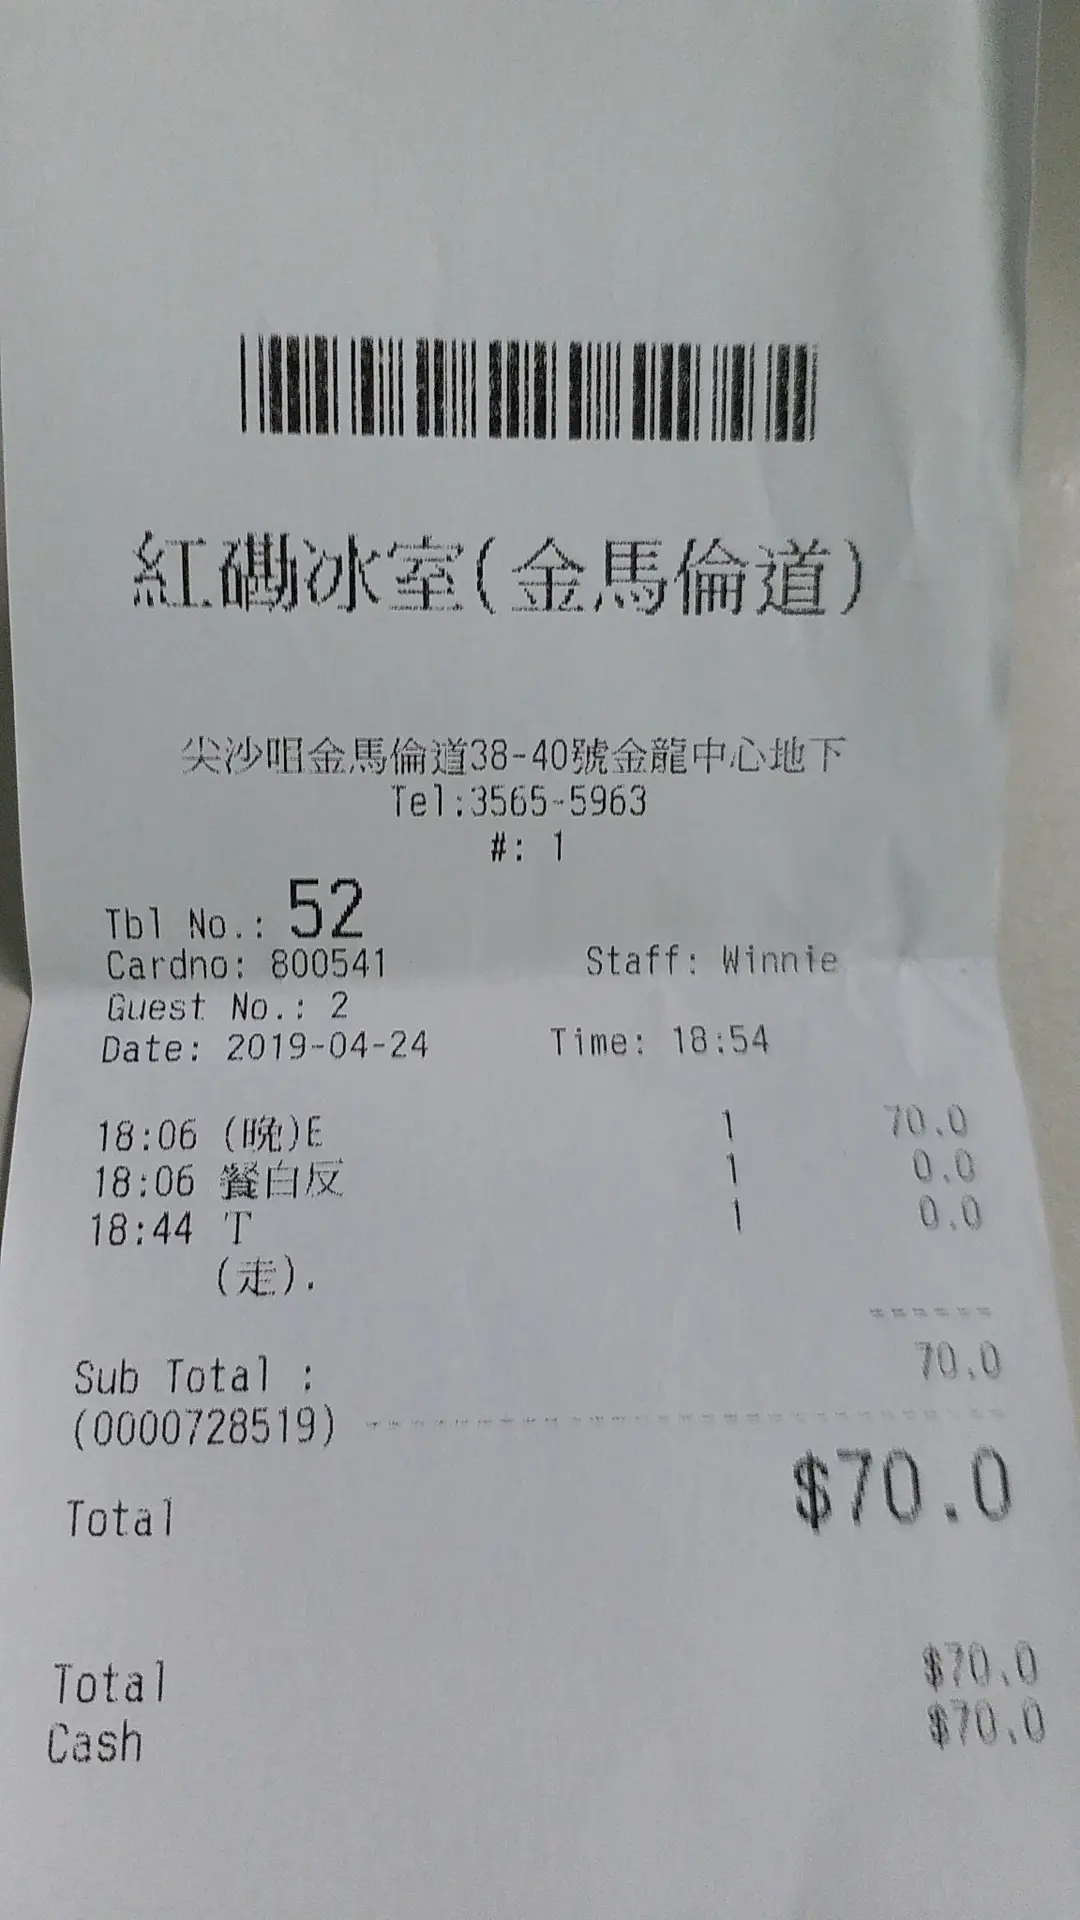 紅磡冰室(金馬倫道)
尖沙咀金馬倫道38-40號金龍中心地下
Tel:3565-5963
#: 1
Tbl No.: 52
Cardno: 800541 Staff: Winnie
Guest No.: 2
Date: 2019-04-24 Time: 18:54
18:06 (晚)E 1 70.0
18:06 餐白反 1 0.0
18:44 T 1 0.0
(走).
Sub Total : 70.0
(0000728519)
Total $70.0
Total $70.0
Cash $70.0